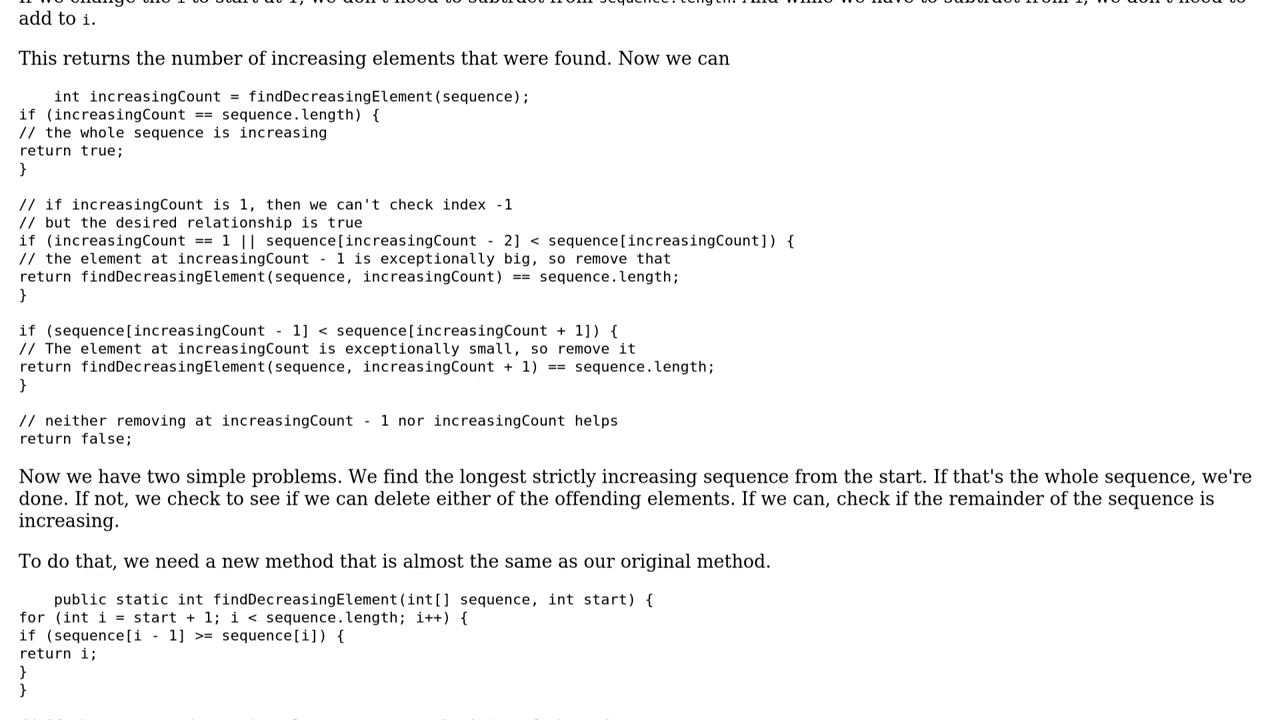 add to i.
This returns the number of increasing elements that were found. Now we can
int increasingCount = findDecreasingElement(sequence);
if (increasingCount == sequence.length) {
// the whole sequence is increasing
return true;
}
// if increasingCount is 1, then we can't check index -1
// but the desired relationship is true
if (increasingCount == 1 || sequence[increasingCount - 2] < sequence[increasingCount]) {
// the element at increasingCount - 1 is exceptionally big, so remove that
return findDecreasingElement(sequence, increasingCount) == sequence.length;
}
if (sequence[increasingCount - 1] < sequence[increasingCount + 1]) {
// The element at increasingCount is exceptionally small, so remove it
return findDecreasingElement(sequence, increasingCount + 1) == sequence.length;
}
// neither removing at increasingCount - 1 nor increasingCount helps
return false;
Now we have two simple problems. We find the longest strictly increasing sequence from the start. If that's the whole sequence, we're
done. If not, we check to see if we can delete either of the offending elements. If we can, check if the remainder of the sequence is
increasing.
To do that, we need a new method that is almost the same as our original method.
public static int findDecreasingElement(int[] sequence, int start) {
for (int i = start + 1; i < sequence.length; i++) {
if (sequence[i - 1] >= sequence[i]) {
return i;
}
}